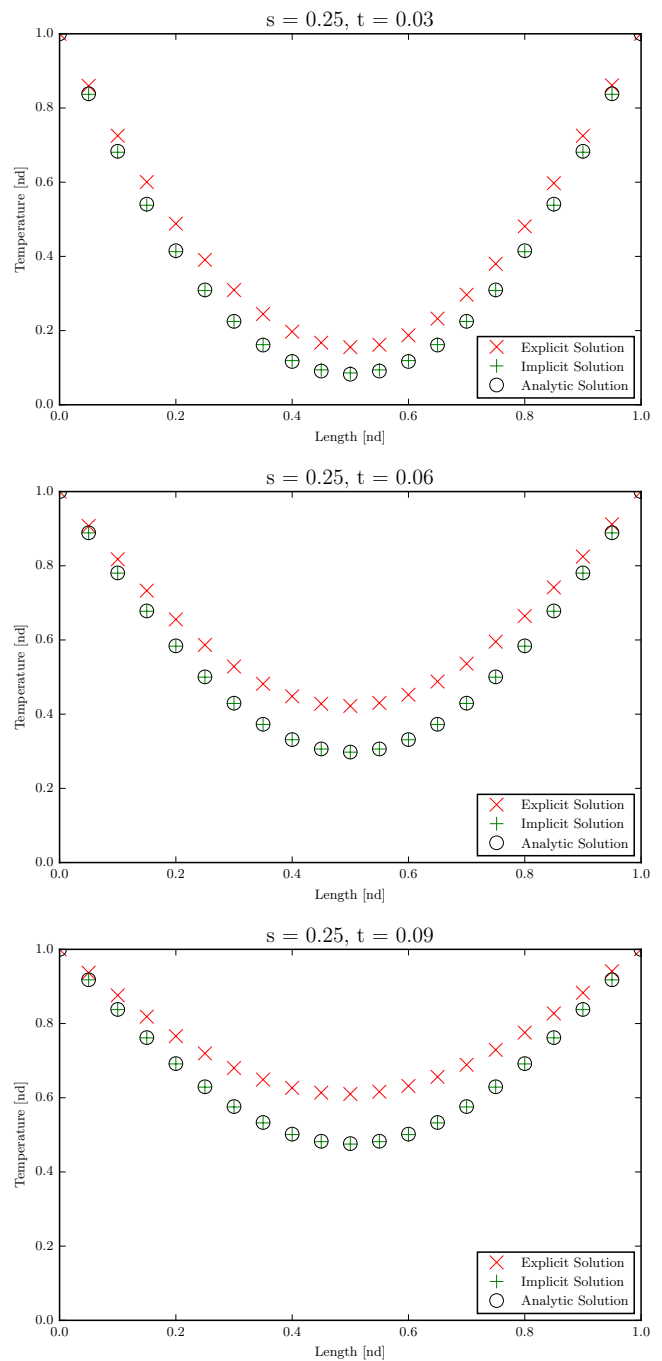 s = 0.25, t = 0.03
1.0
0.8
0.6
0.4
0.2
0.0
Temperature [nd]
Explicit Solution
Implicit Solution
Analytic Solution
0.0 0.2 0.4 0.6 0.8 1.0
Length [nd]
s = 0.25, t = 0.06
1.0
0.8
0.6
0.4
0.2
0.0
Temperature [nd]
Explicit Solution
Implicit Solution
Analytic Solution
0.0 0.2 0.4 0.6 0.8 1.0
Length [nd]
s = 0.25, t = 0.09
1.0
0.8
0.6
0.4
0.2
0.0
Temperature [nd]
Explicit Solution
Implicit Solution
Analytic Solution
0.0 0.2 0.4 0.6 0.8 1.0
Length [nd]